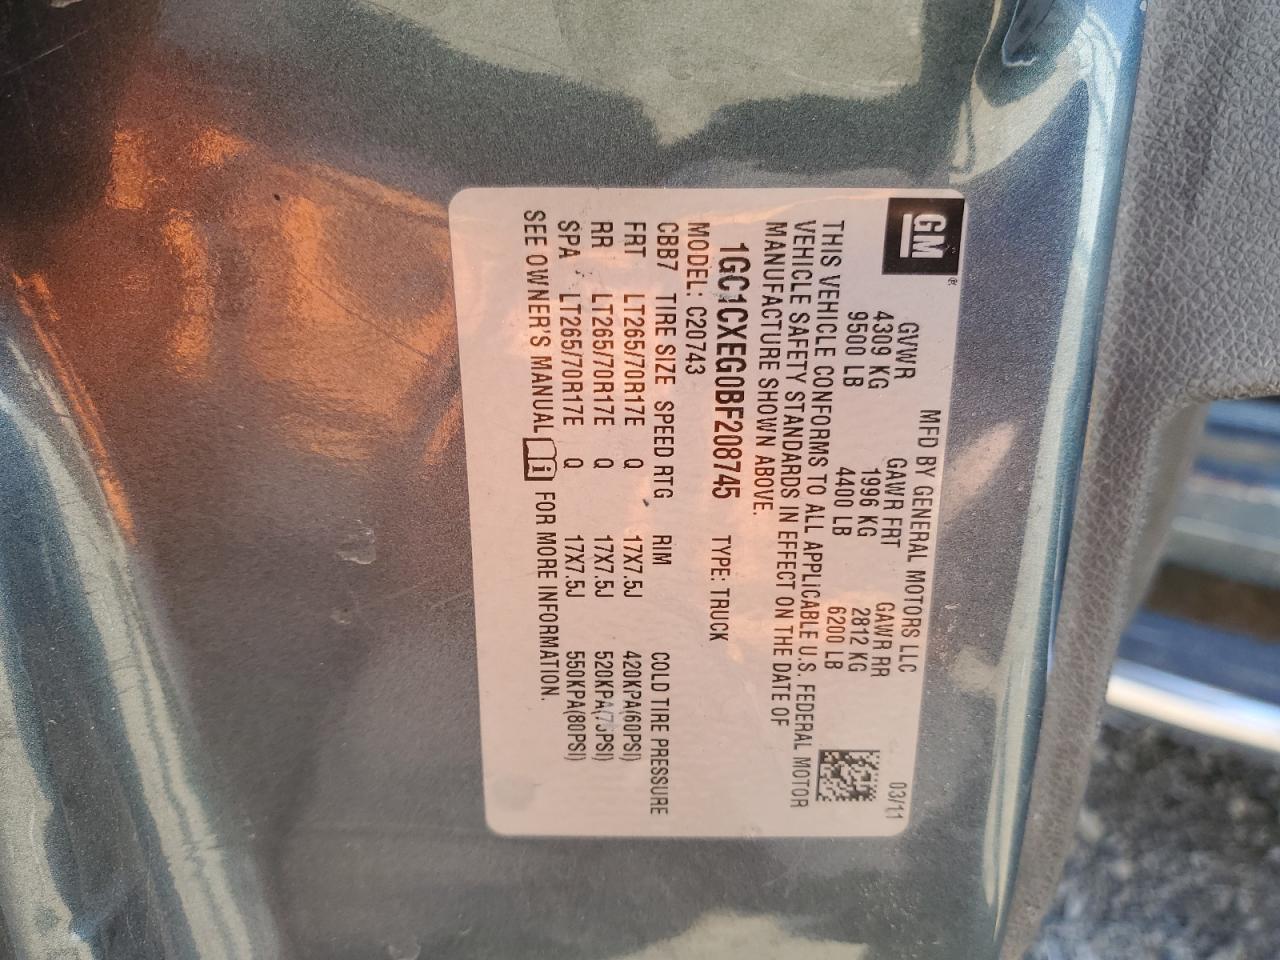 GM®
MFD BY GENERAL MOTORS LLC 03/11
GVWR GAWR FRT GAWR RR
4309 KG 1996 KG 2812 KG
9500 LB 4400 LB 6200 LB
THIS VEHICLE CONFORMS TO ALL APPLICABLE U.S. FEDERAL MOTOR
VEHICLE SAFETY STANDARDS IN EFFECT ON THE DATE OF
MANUFACTURE SHOWN ABOVE.
1GC1CXEG0BF208745 TYPE: TRUCK
MODEL: C20743
CBB7 TIRE SIZE SPEED RTG RIM COLD TIRE PRESSURE
FRT LT265/70R17E Q 17X7.5J 420KPA(60PSI)
RR LT265/70R17E Q 17X7.5J 520KPA(75PSI)
SPA LT265/70R17E Q 17X7.5J 550KPA(80PSI)
SEE OWNER'S MANUAL i FOR MORE INFORMATION.